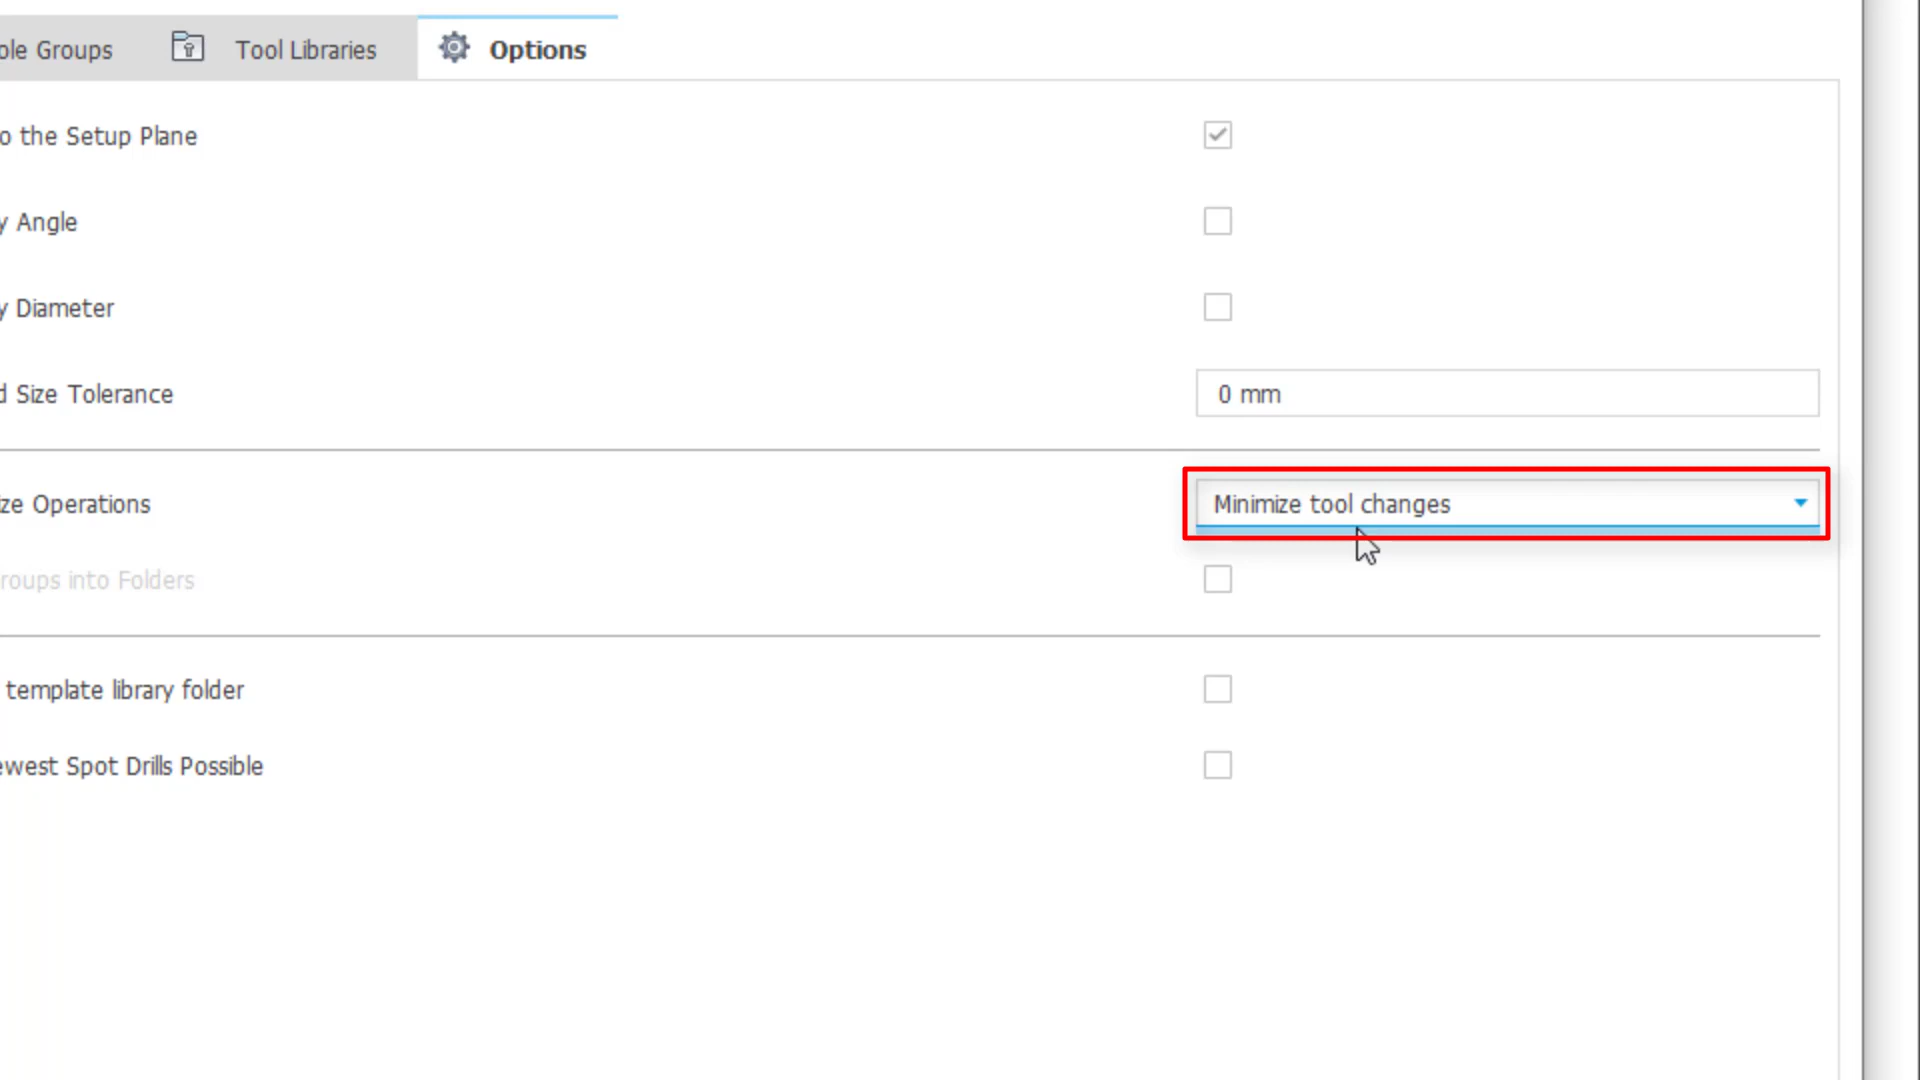 ole Groups Tool Libraries Options
o the Setup Plane
y Angle
y Diameter
d Size Tolerance 0 mm
ze Operations Minimize tool changes
roups into Folders
template library folder
ewest Spot Drills Possible